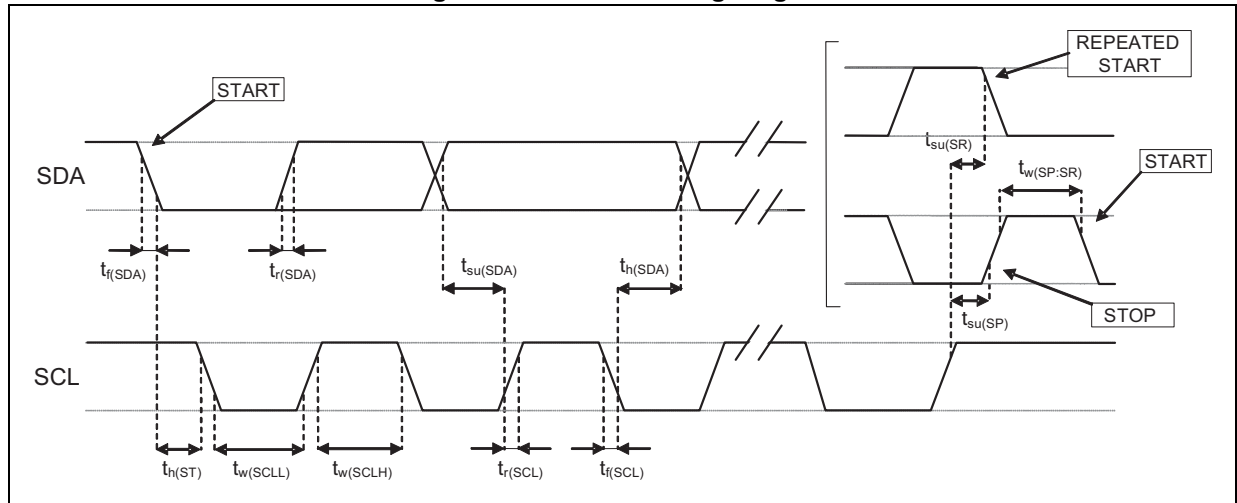 REPEATED
START
START
SDA
tsu(SR)
tw(SP:SR)
START
tf(SDA)
tr(SDA)
tsu(SDA)
th(SDA)
tsu(SP)
STOP
SCL
th(ST)
tw(SCLL)
tw(SCLH)
tr(SCL)
tf(SCL)